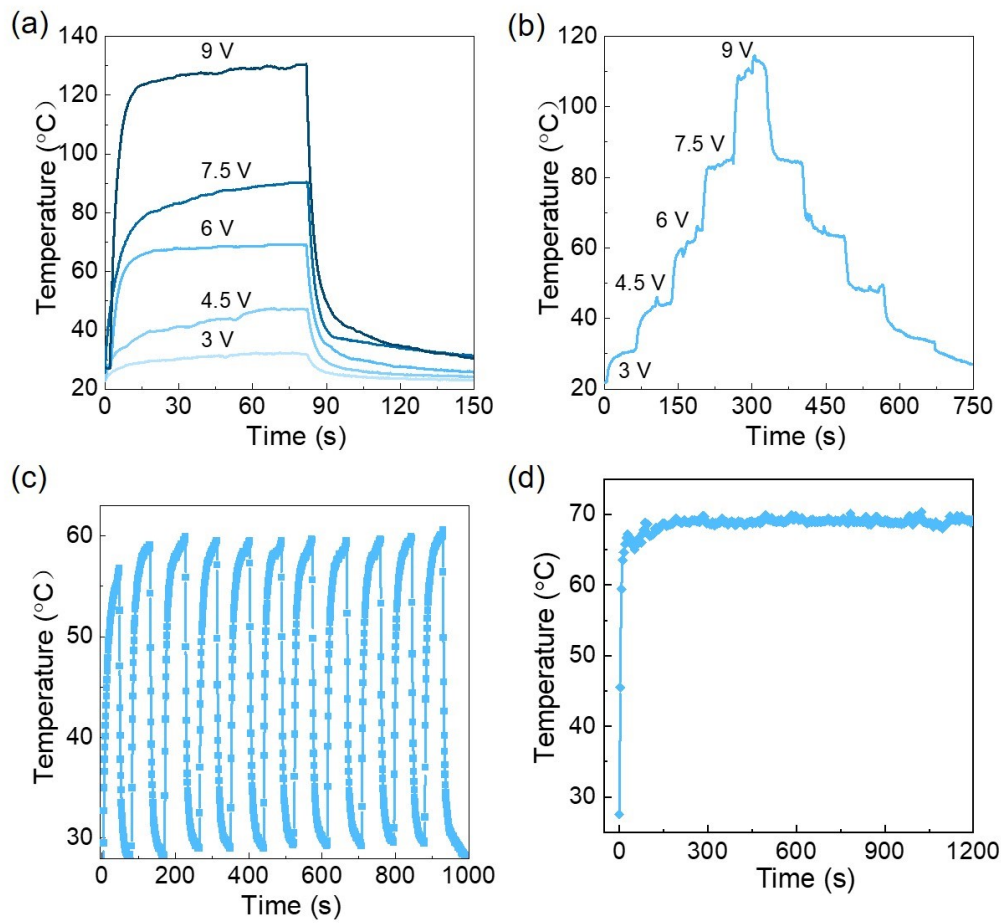 (a)
140
120
100
80
60
40
20
Temperature (°C)
9 V
7.5 V
6 V
4.5 V
3 V
0 30 60 90 120 150
Time (s)
(b)
120
100
80
60
40
20
Temperature (°C)
9 V
7.5 V
6 V
4.5 V
3 V
0 150 300 450 600 750
Time (s)
(c)
60
50
40
30
Temperature (°C)
0 200 400 600 800 1000
Time (s)
(d)
70
60
50
40
30
Temperature (°C)
0 300 600 900 1200
Time (s)